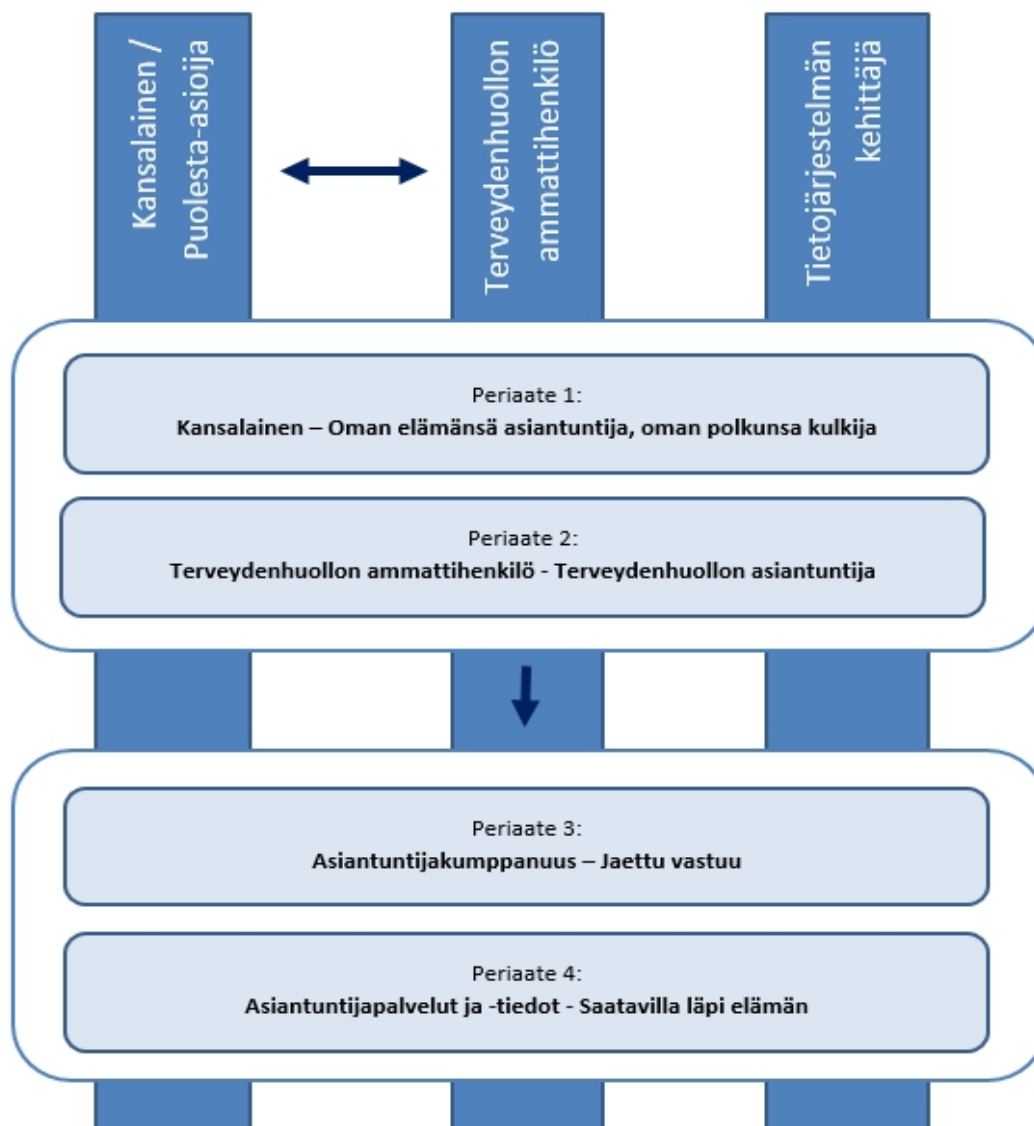 Kansalainen /
Puolesta-asioija
Terveydenhuollon
ammattihenkilö
Tietojärjestelmän
kehittäjä
Periaate 1:
Kansalainen – Oman elämänsä asiantuntija, oman polkunsa kulkija
Periaate 2:
Terveydenhuollon ammattihenkilö - Terveydenhuollon asiantuntija
Periaate 3:
Asiantuntijakumppanuus – Jaettu vastuu
Periaate 4:
Asiantuntijapalvelut ja -tiedot - Saatavilla läpi elämän